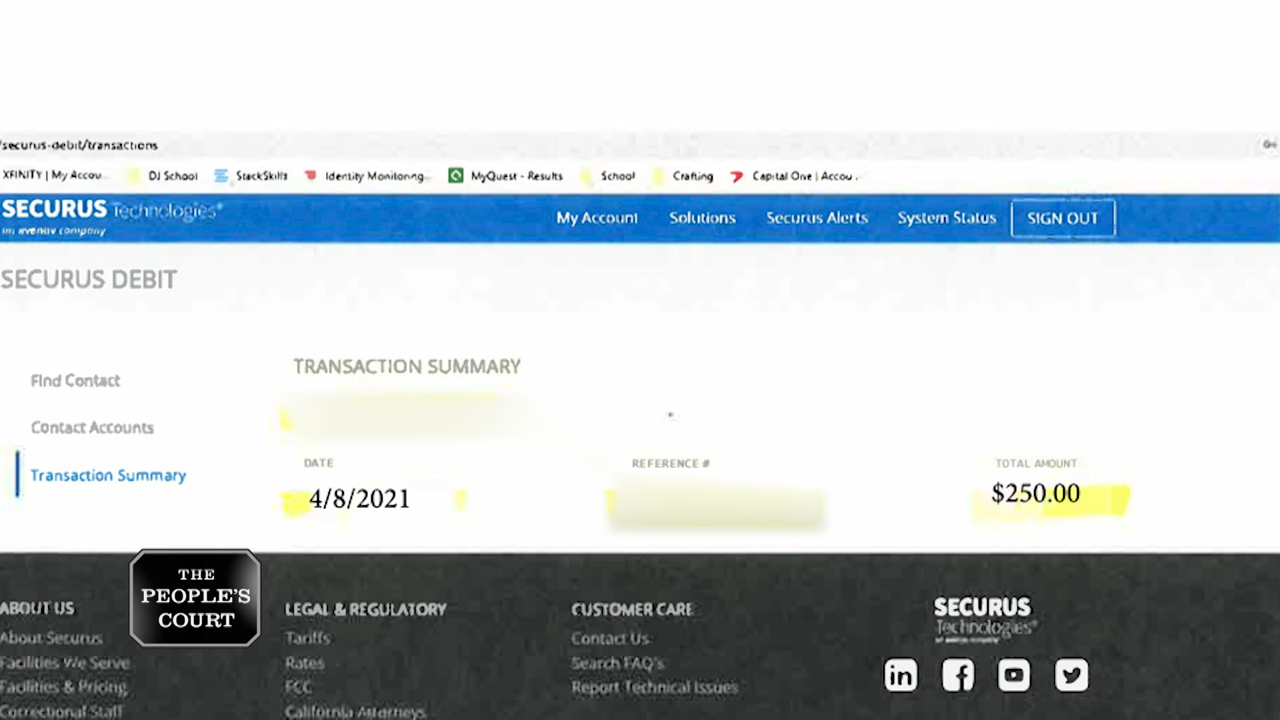 /securus-debit/transactions
XFINITY | My Accou... DJ School StackSkills Identity Monitoring... MyQuest - Results School Crafting Capital One | Accou...
SECURUS Technologies®
an aventiv company
My Account Solutions Securus Alerts System Status SIGN OUT
SECURUS DEBIT
Find Contact
Contact Accounts
Transaction Summary
TRANSACTION SUMMARY
DATE REFERENCE # TOTAL AMOUNT
4/8/2021 $250.00
THE
PEOPLE'S
COURT
ABOUT US
About Securus
Facilities We Serve
Facilities & Pricing
Correctional Staff
LEGAL & REGULATORY
Tariffs
Rates
FCC
California Attorneys
CUSTOMER CARE
Contact Us
Search FAQ's
Report Technical Issues
SECURUS
Technologies®